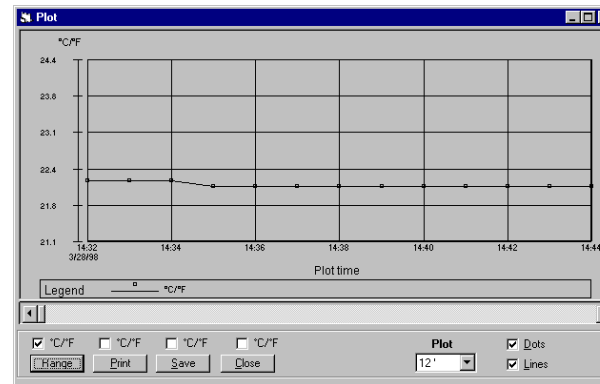 Plot
°C/°F
24.4
23.8
23.1
22.4
21.8
21.1
14:32 14:34 14:36 14:38 14:40 14:42 14:44
3/28/98
Plot time
Legend °C/°F
°C/°F °C/°F °C/°F °C/°F Plot Dots
Range Print Save Close 12' Lines